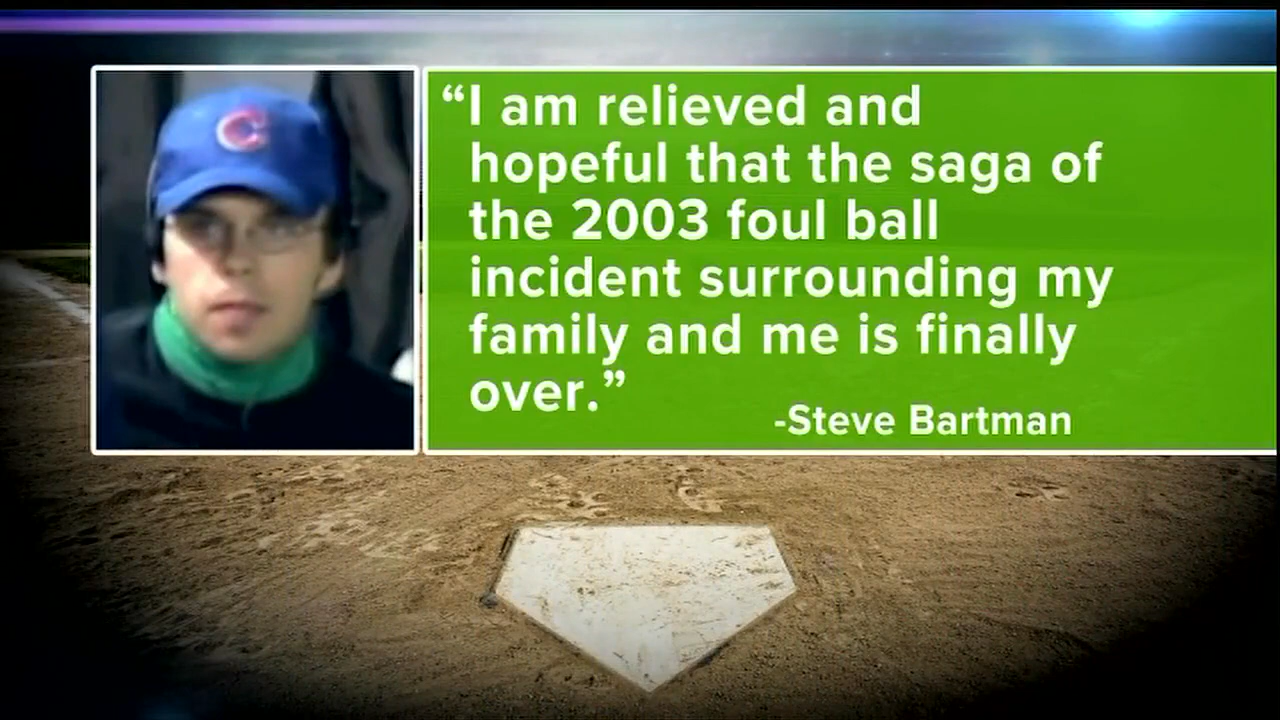 C
“I am relieved and
hopeful that the saga of
the 2003 foul ball
incident surrounding my
family and me is finally
over.”
-Steve Bartman